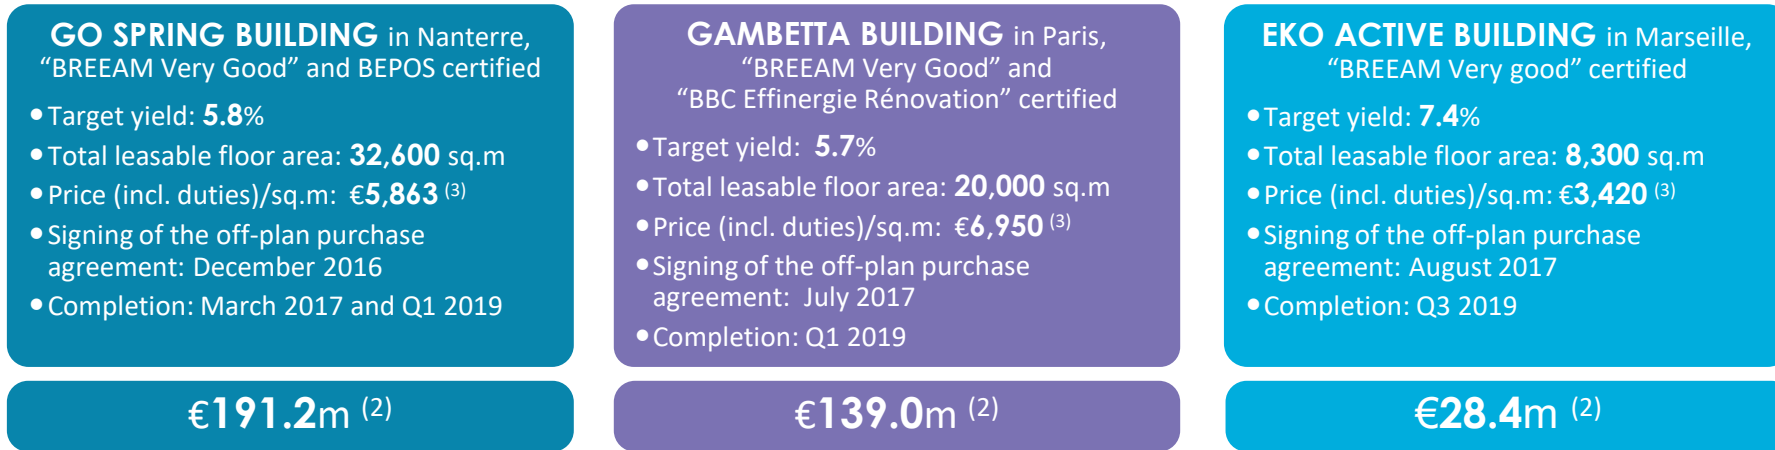 GO SPRING BUILDING in Nanterre,
“BREEAM Very Good” and BEPOS certified
•Target yield: 5.8%
•Total leasable floor area: 32,600 sq.m
•Price (incl. duties)/sq.m: €5,863 (3)
•Signing of the off-plan purchase
agreement: December 2016
•Completion: March 2017 and Q1 2019
€191.2m (2)
GAMBETTA BUILDING in Paris,
“BREEAM Very Good” and
“BBC Effinergie Rénovation” certified
•Target yield: 5.7%
•Total leasable floor area: 20,000 sq.m
•Price (incl. duties)/sq.m: €6,950 (3)
•Signing of the off-plan purchase
agreement: July 2017
•Completion: Q1 2019
€139.0m (2)
EKO ACTIVE BUILDING in Marseille,
“BREEAM Very good” certified
•Target yield: 7.4%
•Total leasable floor area: 8,300 sq.m
•Price (incl. duties)/sq.m: €3,420 (3)
•Signing of the off-plan purchase
agreement: August 2017
•Completion: Q3 2019
€28.4m (2)